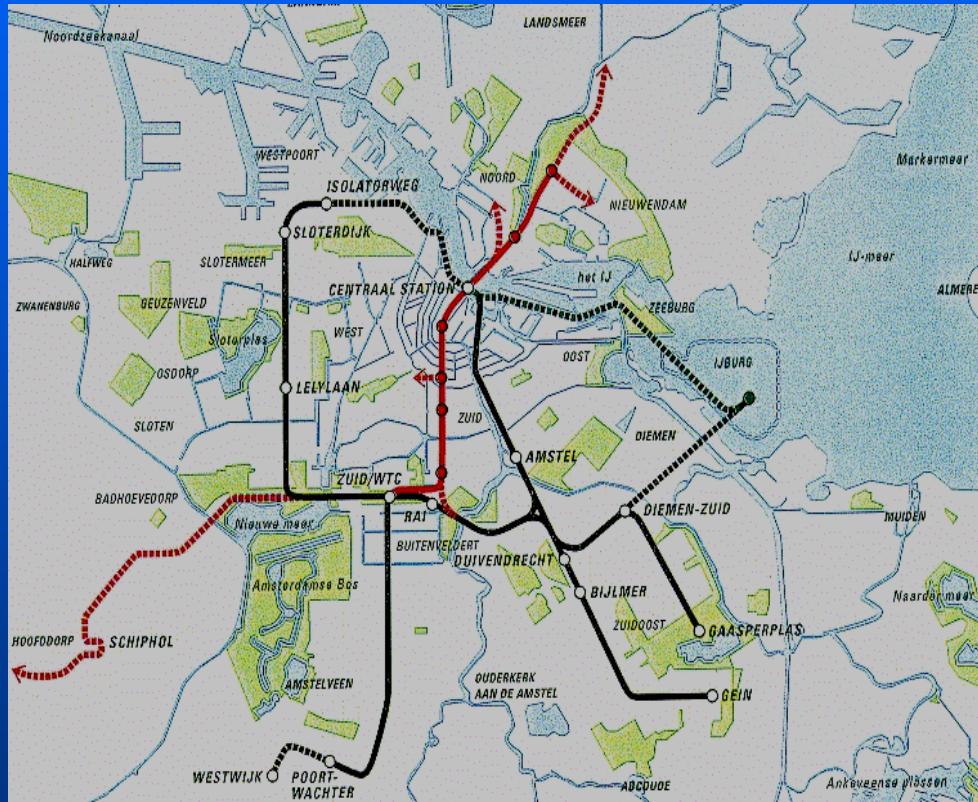 LANDSMEER
Noordzeekanaal
Markermeer
WESTPOORT
NOORD
ISOLATORWEG
NIEUWENDAM
SLOTERDIJK
HALFWEG
SLOTERMEER
het IJ
IJ-meer
CENTRAAL STATION
ALMERE
ZWANENBURG
GEUZENVELD
ZEEBURG
WEST
Sloterplas
OOST
IJBURG
OSDORP
LELYLAAN
SLOTEN
ZUID
DIEMEN
AMSTEL
ZUID/WTC
BADHOEVEDORP
RAI
DIEMEN-ZUID
MUIDEN
Nieuwe meer
BUITENVELDERT
DUIVENDRECHT
Amsterdamse Bos
BIJLMER
Naarder meer
ZUIDOOST
GAASPERPLAS
HOOFDDORP
SCHIPHOL
OUDERKERK
AAN DE AMSTEL
AMSTELVEEN
GEIN
WESTWIJK
POORT-
WACHTER
ABCOUDE
Ankeveense plassen